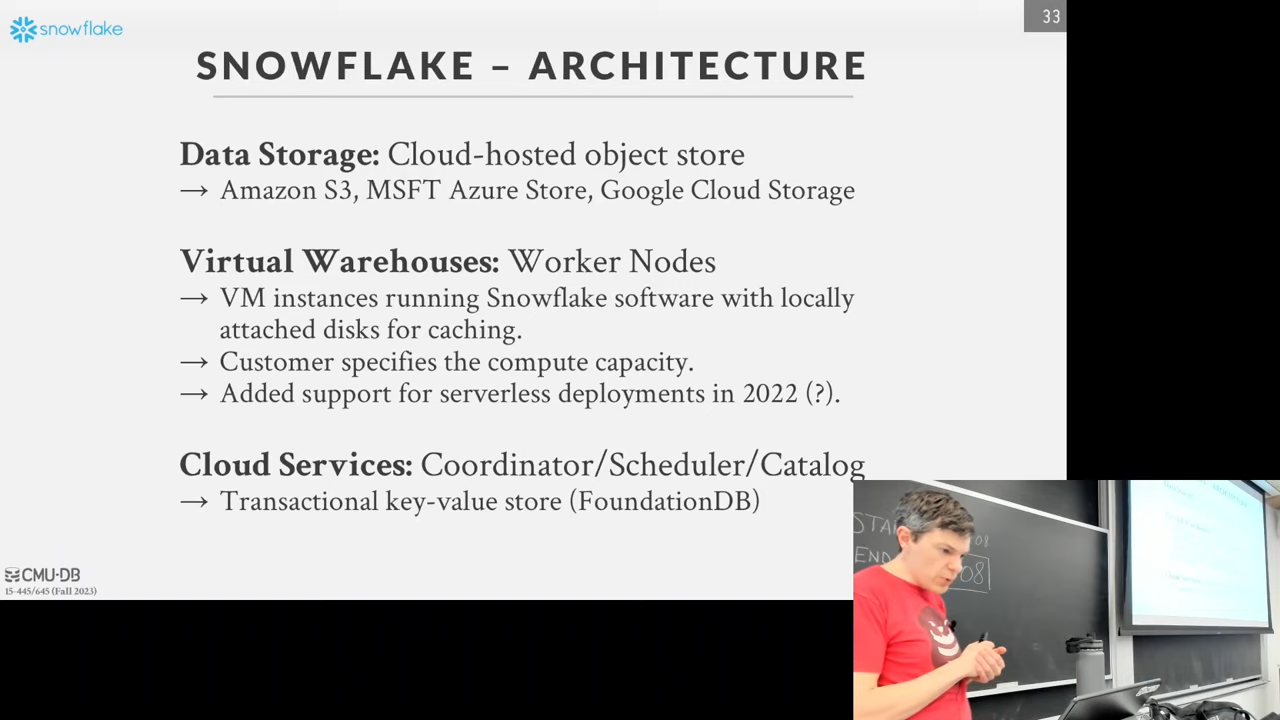 snowflake
33
SNOWFLAKE – ARCHITECTURE
Data Storage: Cloud-hosted object store
→ Amazon S3, MSFT Azure Store, Google Cloud Storage
Virtual Warehouses: Worker Nodes
→ VM instances running Snowflake software with locally
attached disks for caching.
→ Customer specifies the compute capacity.
→ Added support for serverless deployments in 2022 (?).
Cloud Services: Coordinator/Scheduler/Catalog
→ Transactional key-value store (FoundationDB)
CMU·DB
15-445/645 (Fall 2023)
END